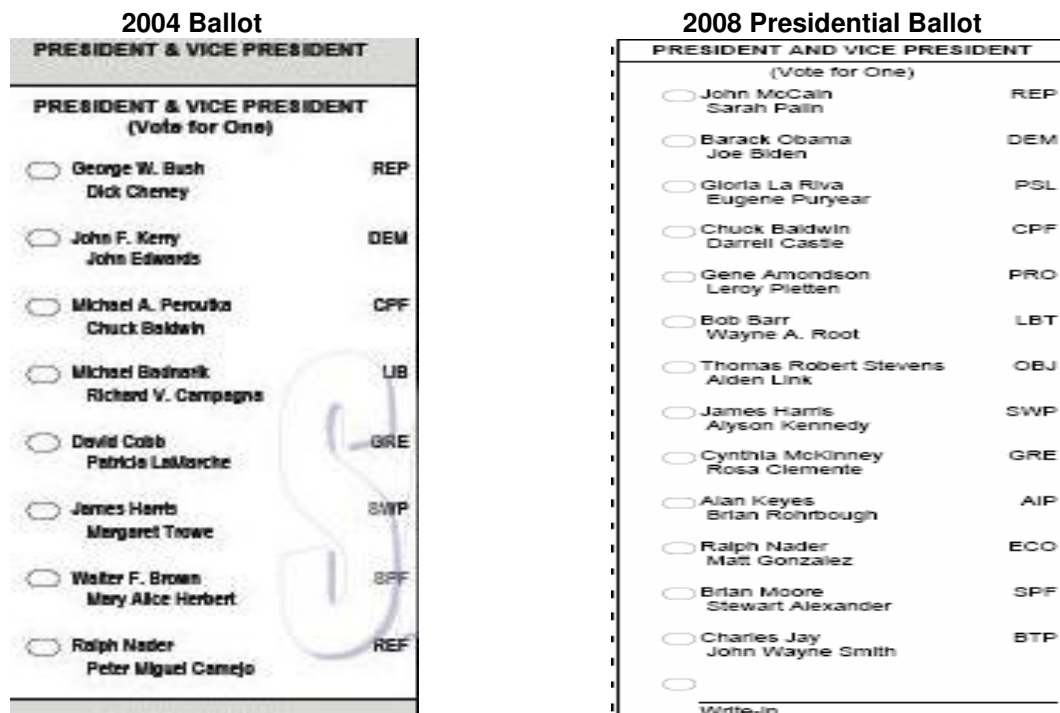 2004 Ballot
PRESIDENT & VICE PRESIDENT
PRESIDENT & VICE PRESIDENT
(Vote for One)
George W. Bush REP
Dick Cheney
John F. Kerry DEM
John Edwards
Michael A. Peroutka CPF
Chuck Baldwin
Michael Badnarik LIB
Richard V. Campagna
David Cobb GRE
Patricia LaMarche
James Harris SWP
Margaret Trowe
Walter F. Brown SPF
Mary Alice Herbert
Ralph Nader REF
Peter Miguel Camejo
2008 Presidential Ballot
PRESIDENT AND VICE PRESIDENT
(Vote for One)
John McCain REP
Sarah Palin
Barack Obama DEM
Joe Biden
Gloria La Riva PSL
Eugene Puryear
Chuck Baldwin CPF
Darrell Castle
Gene Amondson PRO
Leroy Pletten
Bob Barr LBT
Wayne A. Root
Thomas Robert Stevens OBJ
Alden Link
James Harris SWP
Alyson Kennedy
Cynthia McKinney GRE
Rosa Clemente
Alan Keyes AIP
Brian Rohrbough
Ralph Nader ECO
Matt Gonzalez
Brian Moore SPF
Stewart Alexander
Charles Jay BTP
John Wayne Smith
Write-in